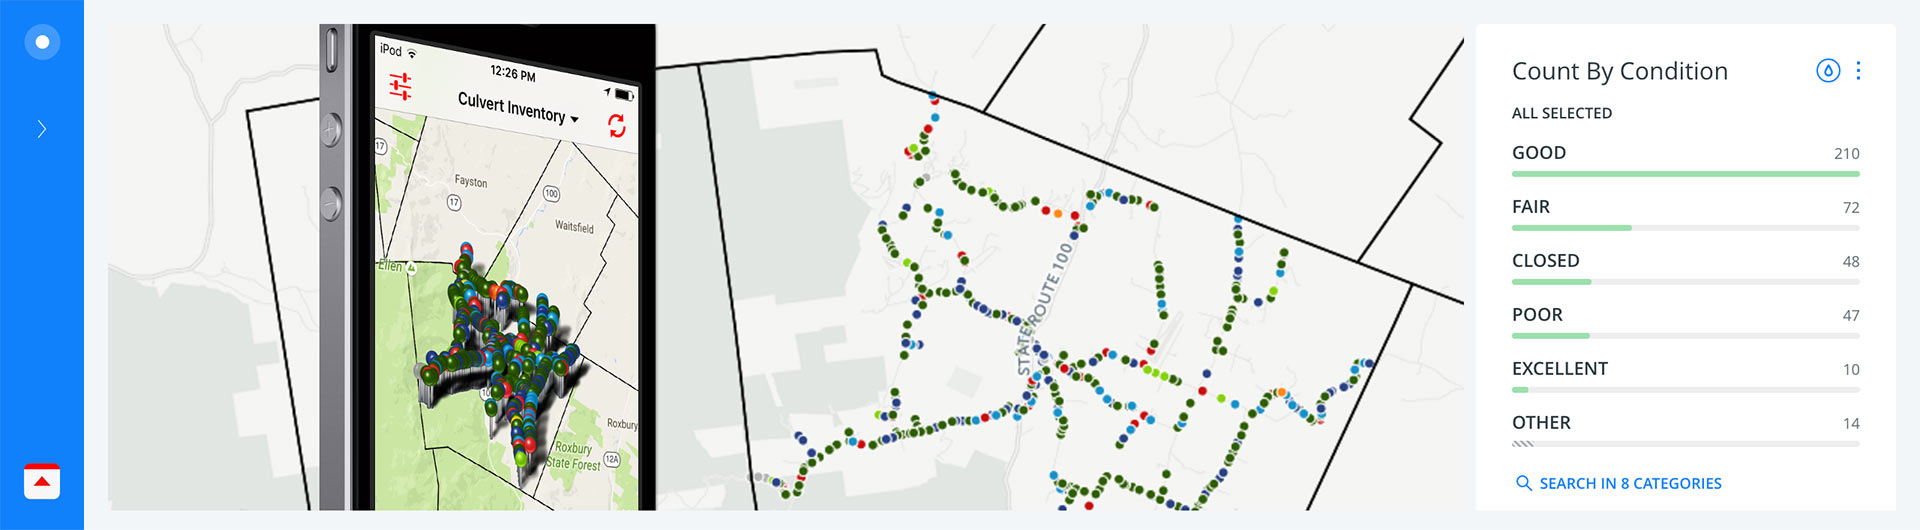 iPod
12:26 PM
Culvert Inventory
17
Fayston
100
17
Waitsfield
Ellen
Roxbury
Roxbury
State Forest
12A
STATE ROUTE 100
Count By Condition
ALL SELECTED
GOOD 210
FAIR 72
CLOSED 48
POOR 47
EXCELLENT 10
OTHER 14
SEARCH IN 8 CATEGORIES